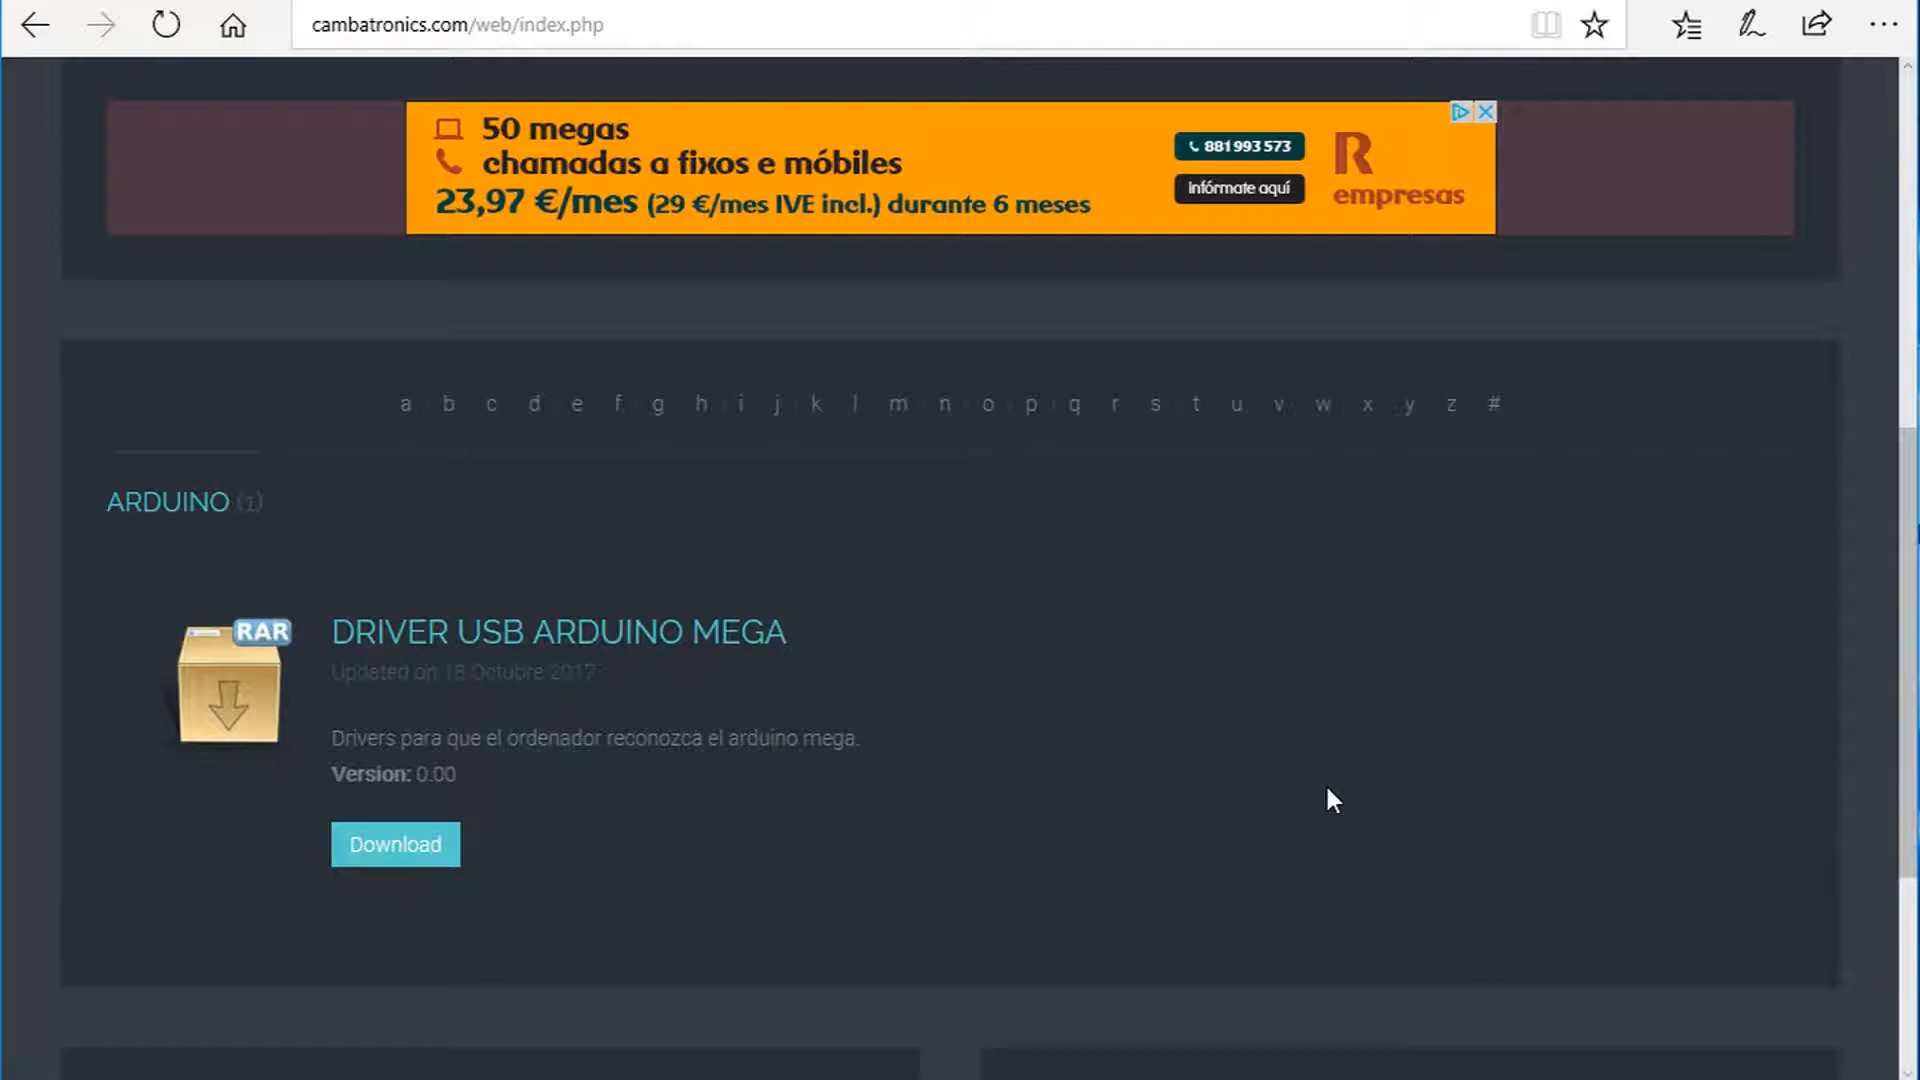 cambatronics.com/web/index.php
50 megas
chamadas a fixos e móbiles
23,97 €/mes (29 €/mes IVE incl.) durante 6 meses
881 993 573
Infórmate aquí
R
empresas
a b c d e f g h i j k l m n o p q r s t u v w x y z #
ARDUINO (1)
RAR
DRIVER USB ARDUINO MEGA
Updated on 18 Octubre 2017
Drivers para que el ordenador reconozca el arduino mega.
Version: 0.00
Download